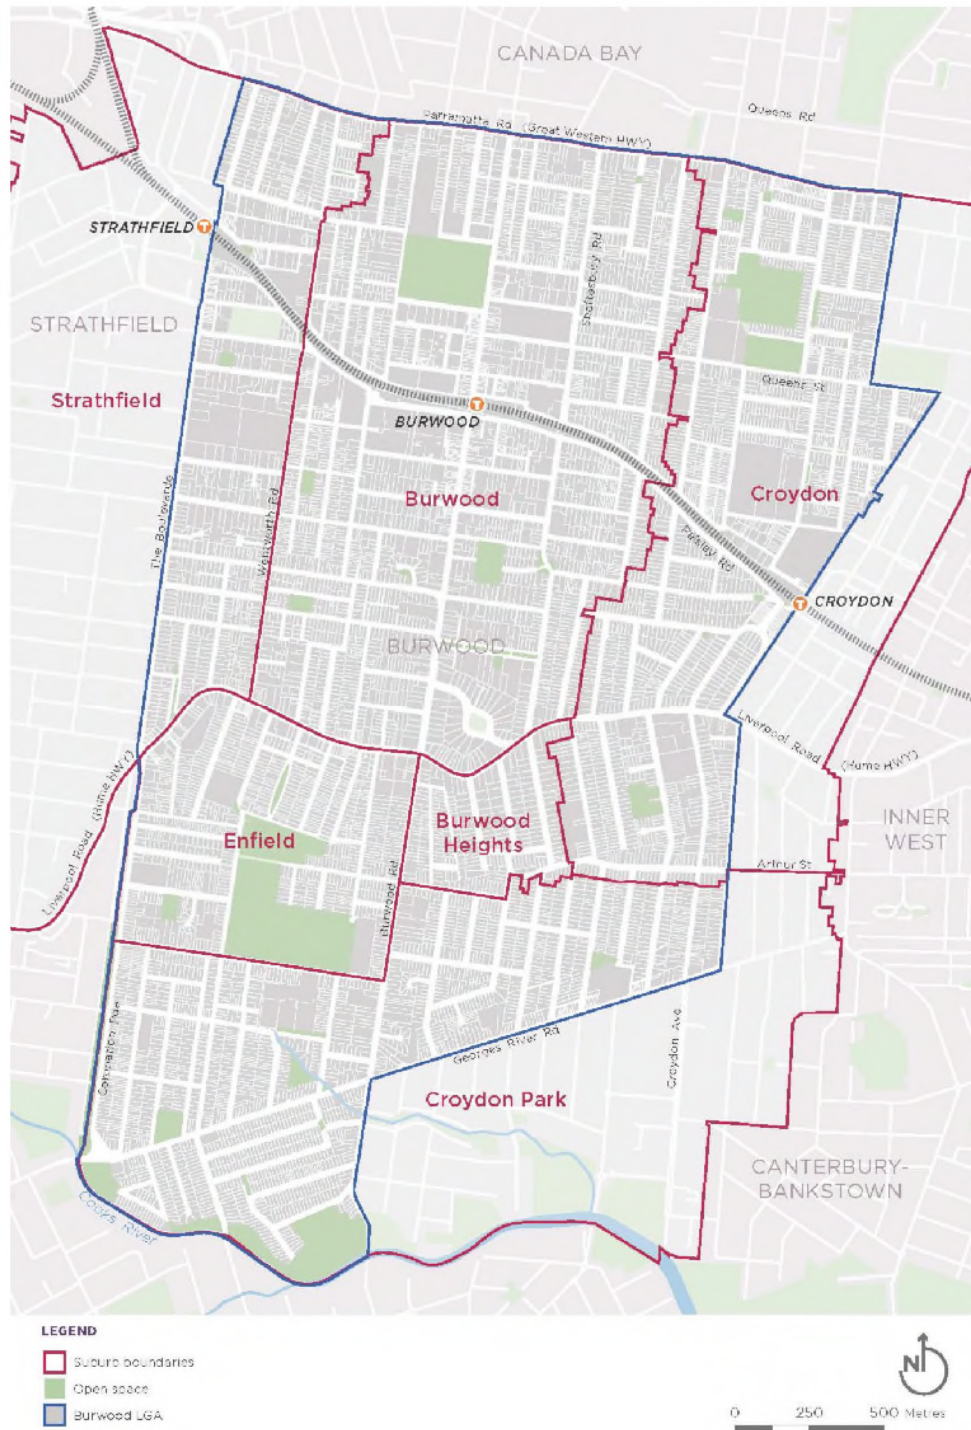 CANADA BAY
Queens Rd
Parramatta Rd (Great Western HWY)
STRATHFIELD
Shaftesbury Rd
STRATHFIELD
Strathfield
Queens St
BURWOOD
Burwood
Croydon
The Boulevarde
Wentworth Rd
Paisley Rd
CROYDON
BURWOOD
Liverpool Road (Hume HWY)
Liverpool Road (Hume HWY)
Enfield
Burwood
Heights
INNER
WEST
Arthur St
Burwood Rd
Coronation Pde
Georges River Rd
Croydon Ave
Croydon Park
CANTERBURY-
BANKSTOWN
Cooks River
LEGEND
Suburb boundaries
Open space
Burwood LGA
N
0 250 500 Metres